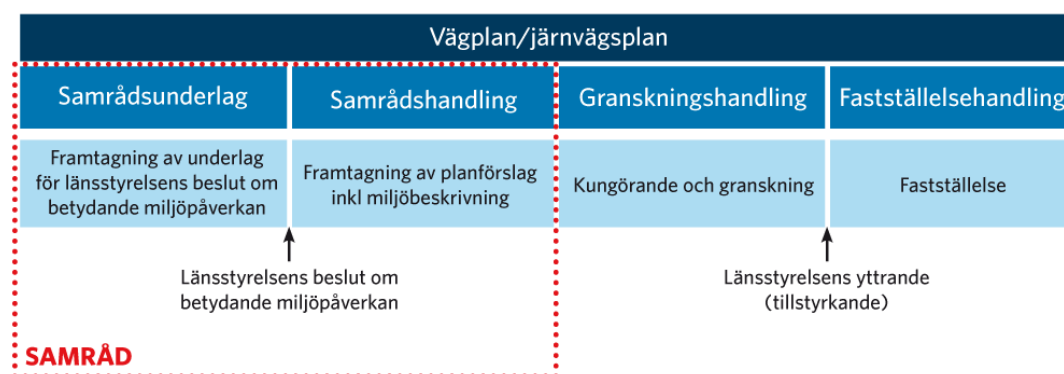 Vägplan/järnvägsplan
Samrådsunderlag
Samrådshandling
Granskningshandling
Fastställelsehandling
Framtagning av underlag
för länsstyrelsens beslut om
betydande miljöpåverkan
Framtagning av planförslag
inkl miljöbeskrivning
Kungörande och granskning
Fastställelse
Länsstyrelsens beslut om
betydande miljöpåverkan
Länsstyrelsens yttrande
(tillstyrkande)
SAMRÅD